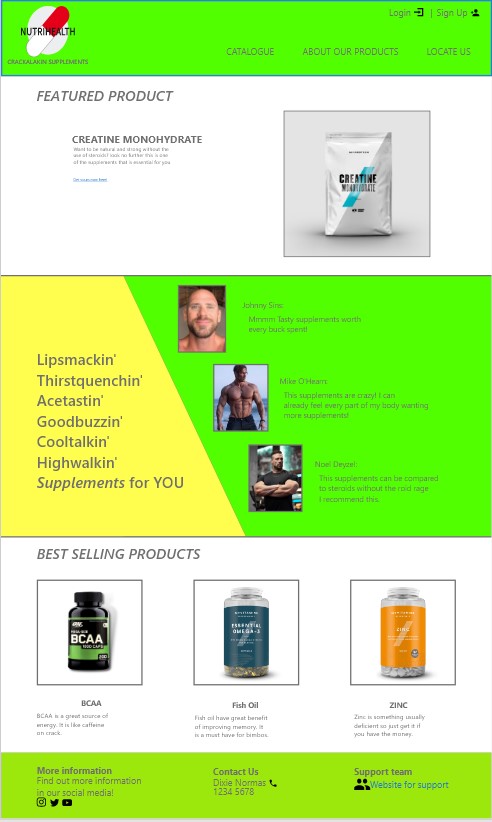 Login | Sign Up
NUTRIHEALTH
CRACKALAKIN SUPPLEMENTS
CATALOGUE ABOUT OUR PRODUCTS LOCATE US
FEATURED PRODUCT
CREATINE MONOHYDRATE
Want to be natural and strong without the
use of steroids? look no further this is one
of the supplements that is essential for you
CREATINE
MONOHYDRATE
Johnny Sins:
Mmmm Tasty supplements worth
every buck spent!
Mike O'Hearn:
This supplements are crazy! I can
already feel every part of my body wanting
more supplements!
Noel Deyzel:
This supplements can be compared
to steroids without the roid rage
I recommend this.
Lipsmackin'
Thirstquenchin'
Acetastin'
Goodbuzzin'
Cooltalkin'
Highwalkin'
Supplements for YOU
BEST SELLING PRODUCTS
BCAA
1000 CAPS
ESSENTIAL
OMEGA-3
ZINC
BCAA
BCAA is a great source of
energy. It is like caffeine
on crack.
Fish Oil
Fish oil have great benefit
of improving memory. It
is a must have for bimbos.
ZINC
Zinc is something usually
deficient so just get it if
you have the money.
More information
Find out more information
in our social media!
Contact Us
Dixie Normas
1234 5678
Support team
Website for support